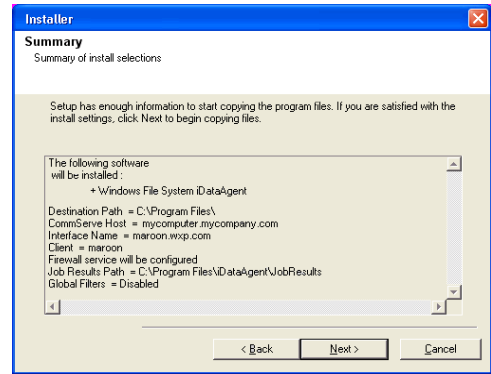 Installer
Summary
Summary of install selections
Setup has enough information to start copying the program files. If you are satisfied with the
install settings, click Next to begin copying files.
The following software
will be installed :
+ Windows File System iDataAgent
Destination Path = C:\Program Files\
CommServe Host = mycomputer.mycompany.com
Interface Name = maroon.wxp.com
Client = maroon
Firewall service will be configured
Job Results Path = C:\Program Files\iDataAgent\JobResults
Global Filters = Disabled
< Back Next > Cancel